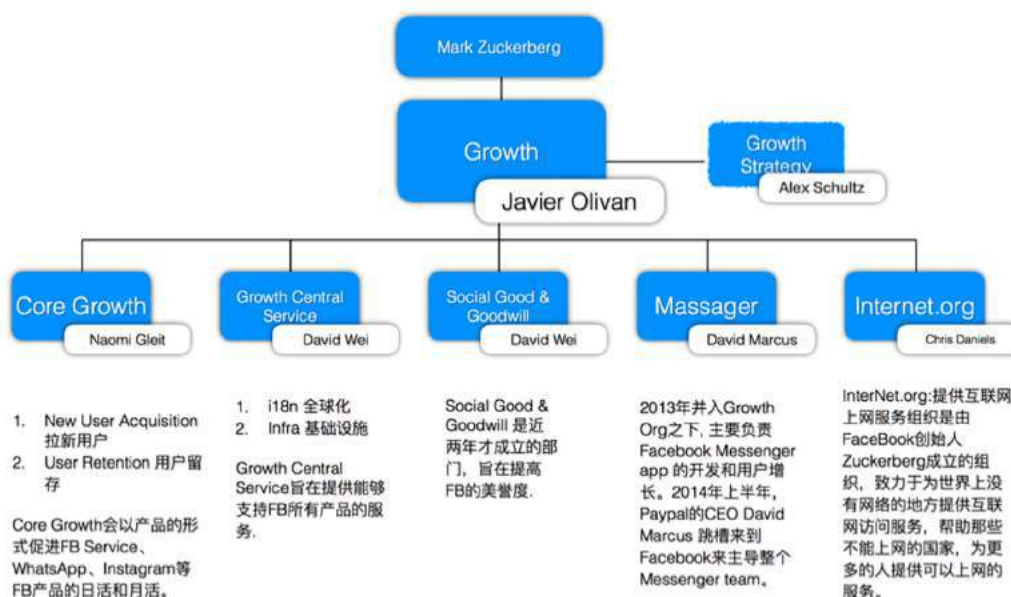 Mark Zuckerberg
Growth
Javier Olivan
Growth
Strategy
Alex Schultz
Core Growth
Naomi Gleit
Growth Central
Service
David Wei
Social Good &
Goodwill
David Wei
Massager
David Marcus
Internet.org
Chris Daniels
1. New User Acquisition
拉新用户
2. User Retention 用户留
存
Core Growth会以产品的形
式促进FB Service、
WhatsApp、Instagram等
FB产品的日活和月活。
1. i18n 全球化
2. Infra 基础设施
Growth Central
Service旨在提供能够
支持FB所有产品的服
务.
Social Good &
Goodwill 是近
两年才成立的部
门，旨在提高
FB的美誉度.
2013年并入Growth
Org之下, 主要负责
Facebook Messenger
app 的开发和用户增
长。2014年上半年，
Paypal的CEO David
Marcus 跳槽来到
Facebook来主导整个
Messenger team。
InterNet.org:提供互联网
上网服务组织是由
FaceBook创始人
Zuckerberg成立的组
织，致力于为世界上没
有网络的地方提供互联
网访问服务，帮助那些
不能上网的国家，为更
多的人提供可以上网的
服务。